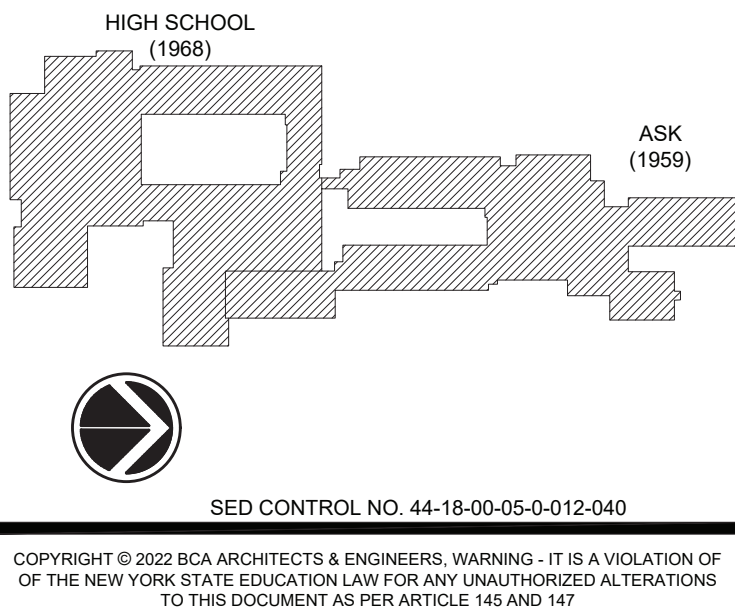 HIGH SCHOOL
(1968)
ASK
(1959)
SED CONTROL NO. 44-18-00-05-0-012-040
COPYRIGHT © 2022 BCA ARCHITECTS & ENGINEERS, WARNING - IT IS A VIOLATION OF
OF THE NEW YORK STATE EDUCATION LAW FOR ANY UNAUTHORIZED ALTERATIONS
TO THIS DOCUMENT AS PER ARTICLE 145 AND 147